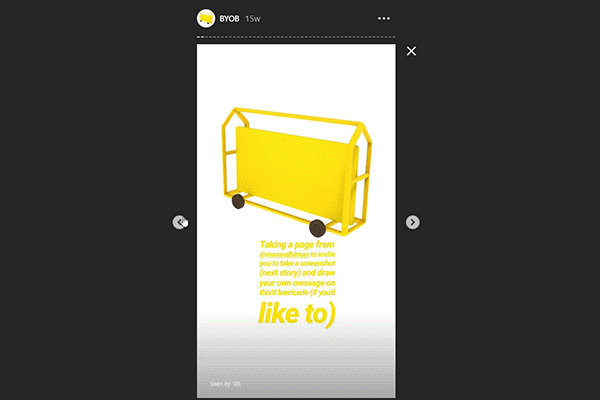 BYOB 15w
Taking a page from
@manavdhiman to invite
you to take a screenshot
(next story) and draw
your own message on
this'd barricade (if you'd
like to)
Seen by 185